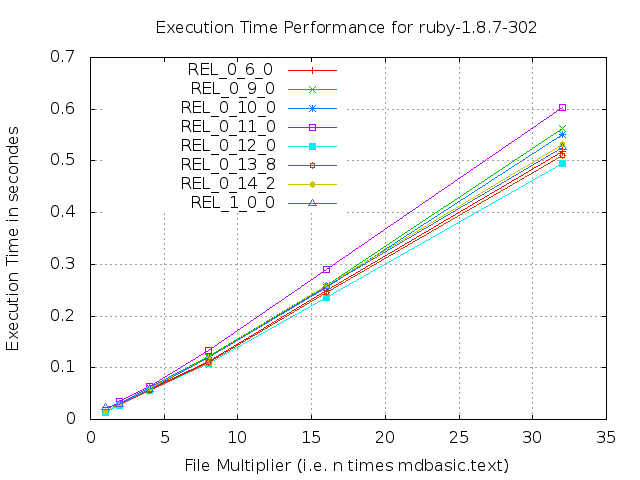 Execution Time Performance for ruby-1.8.7-302
Execution Time in secondes
0.7
0.6
0.5
0.4
0.3
0.2
0.1
0
REL_0_6_0
REL_0_9_0
REL_0_10_0
REL_0_11_0
REL_0_12_0
REL_0_13_8
REL_0_14_2
REL_1_0_0
0 5 10 15 20 25 30 35
File Multiplier (i.e. n times mdbasic.text)